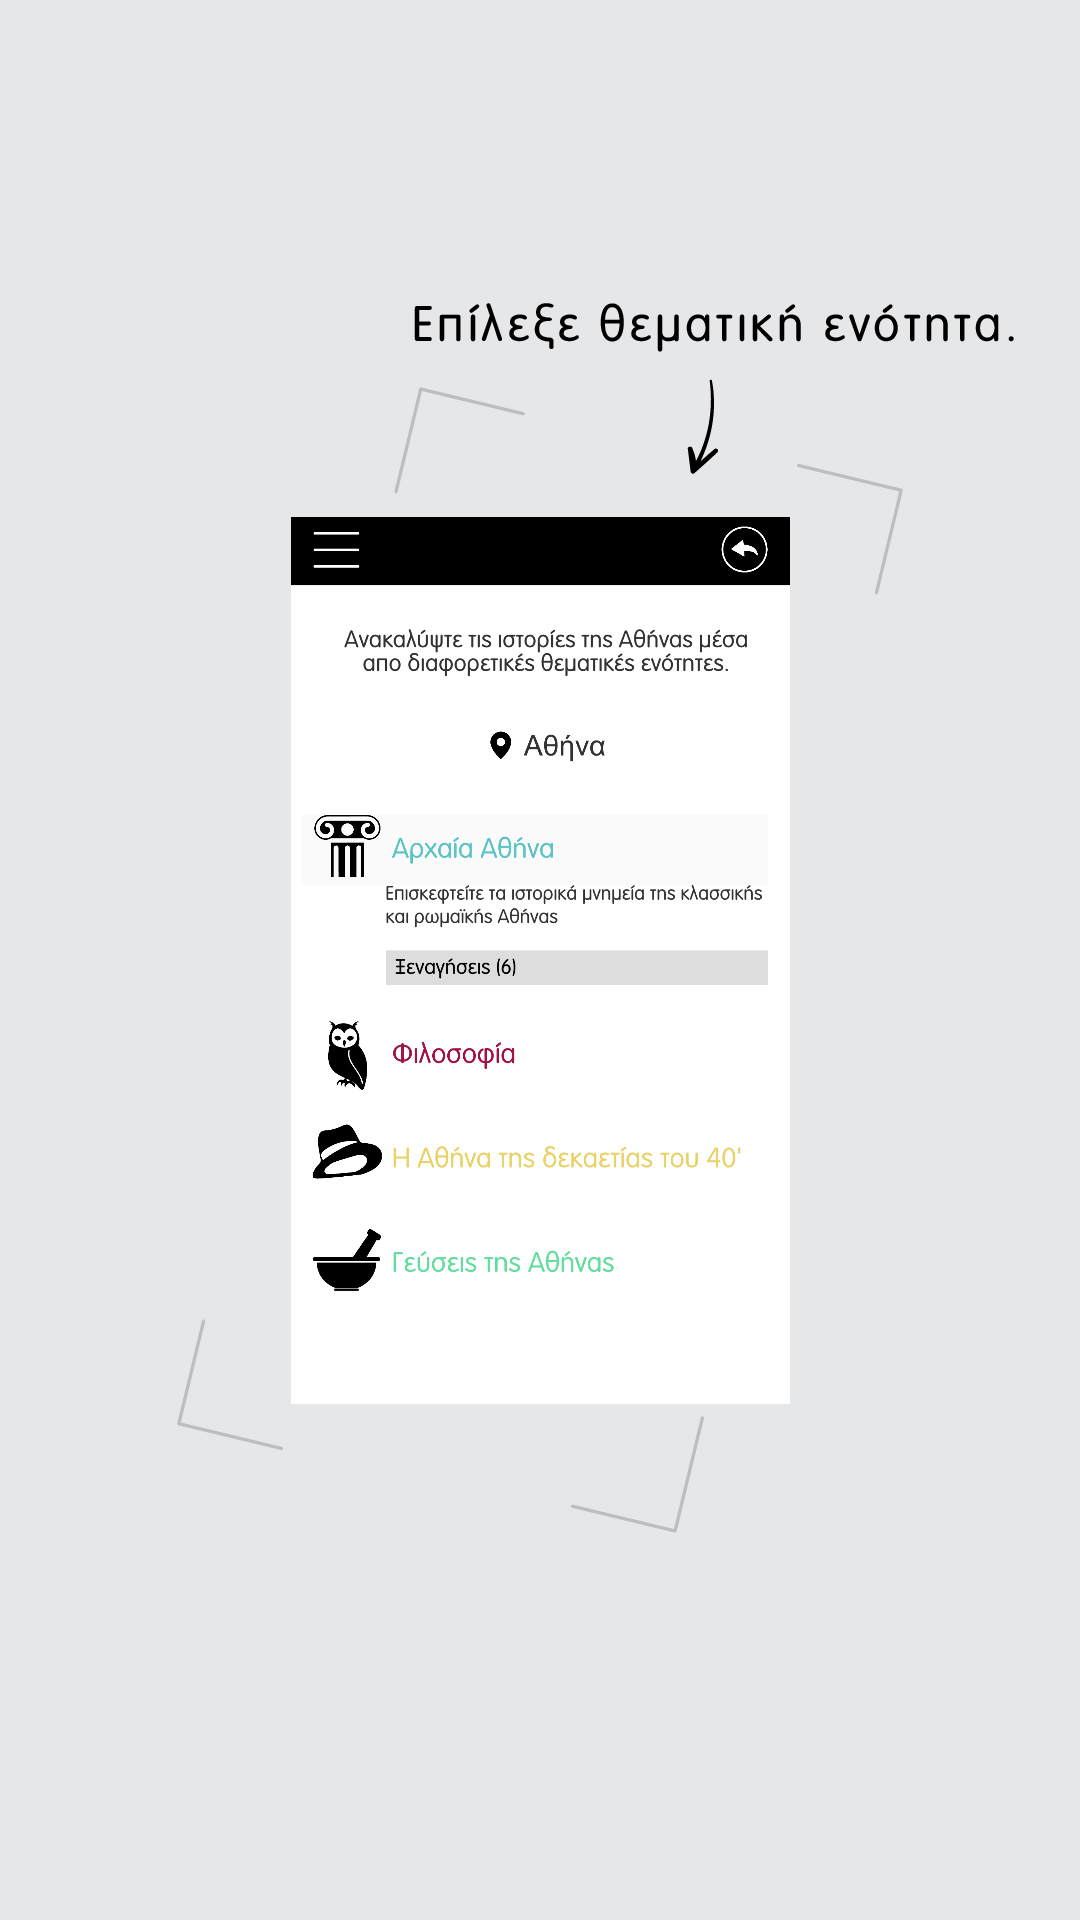 Επίλεξε θεματική ενότητα.
Ανακαλύψτε τις ιστορίες της Αθήνας μέσα
απο διαφορετικές θεματικές ενότητες.
Αθήνα
Αρχαία Αθήνα
Επισκεφτείτε τα ιστορικά μνημεία της κλασσικής
και ρωμαϊκής Αθήνας
Ξεναγήσεις (6)
Φιλοσοφία
Η Αθήνα της δεκαετίας του 40'
Γεύσεις της Αθήνας